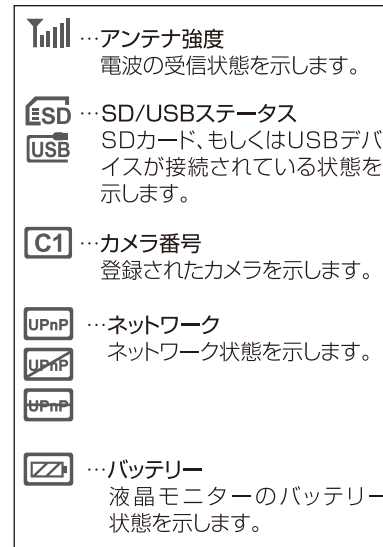 …アンテナ強度
電波の受信状態を示します。
SD …SD/USBステータス
USB SDカード、もしくはUSBデバ
イスが接続されている状態を
示します。
C1 …カメラ番号
登録されたカメラを示します。
UPnP …ネットワーク
UPnP ネットワーク状態を示します。
UPnP
…バッテリー
液晶モニターのバッテリー
状態を示します。